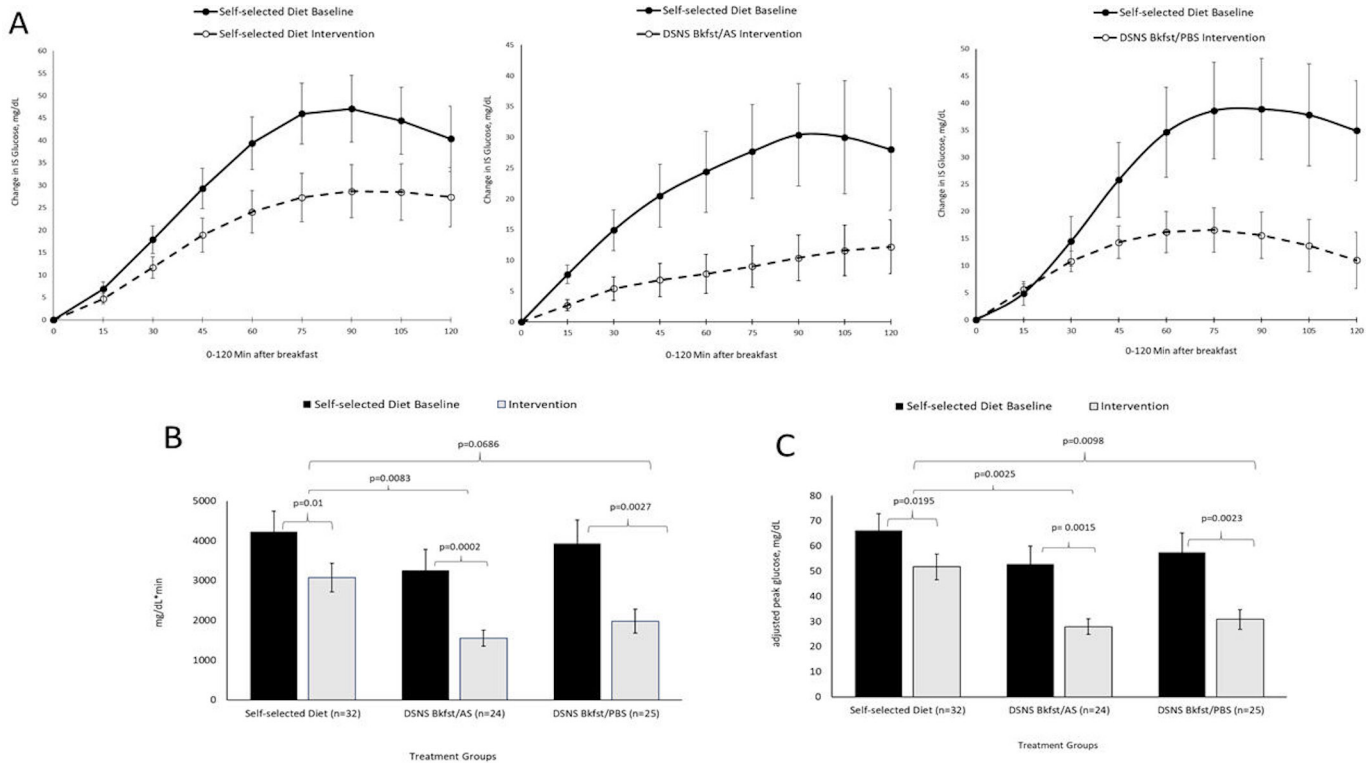 A
Self-selected Diet Baseline
Self-selected Diet Intervention
Change in IS Glucose, mg/dL
60
55
50
45
40
35
30
25
20
15
10
5
0
0 15 30 45 60 75 90 105 120
0-120 Min after breakfast
Self-selected Diet Baseline
DSNS Bkfst/AS Intervention
Change in IS Glucose, mg/dL
45
40
35
30
25
20
15
10
5
0
0 15 30 45 60 75 90 105 120
0-120 Min after breakfast
Self-selected Diet Baseline
DSNS Bkfst/PBS Intervention
Change in IS Glucose, mg/dL
50
45
40
35
30
25
20
15
10
5
0
0 15 30 45 60 75 90 105 120
0-120 Min after breakfast
B
Self-selected Diet Baseline Intervention
p=0.0686
p=0.0083
p=0.01
p=0.0002
p=0.0027
mg/dL*min
5000
4000
3000
2000
1000
0
Self-selected Diet (n=32) DSNS Bkfst/AS (n=24) DSNS Bkfst/PBS (n=25)
Treatment Groups
C
Self-selected Diet Baseline Intervention
p=0.0098
p=0.0025
p=0.0195
p= 0.0015
p=0.0023
adjusted peak glucose, mg/dL
80
70
60
50
40
30
20
10
0
Self-selected Diet (n=32) DSNS Bkfst/AS (n=24) DSNS Bkfst/PBS (n=25)
Treatment Groups